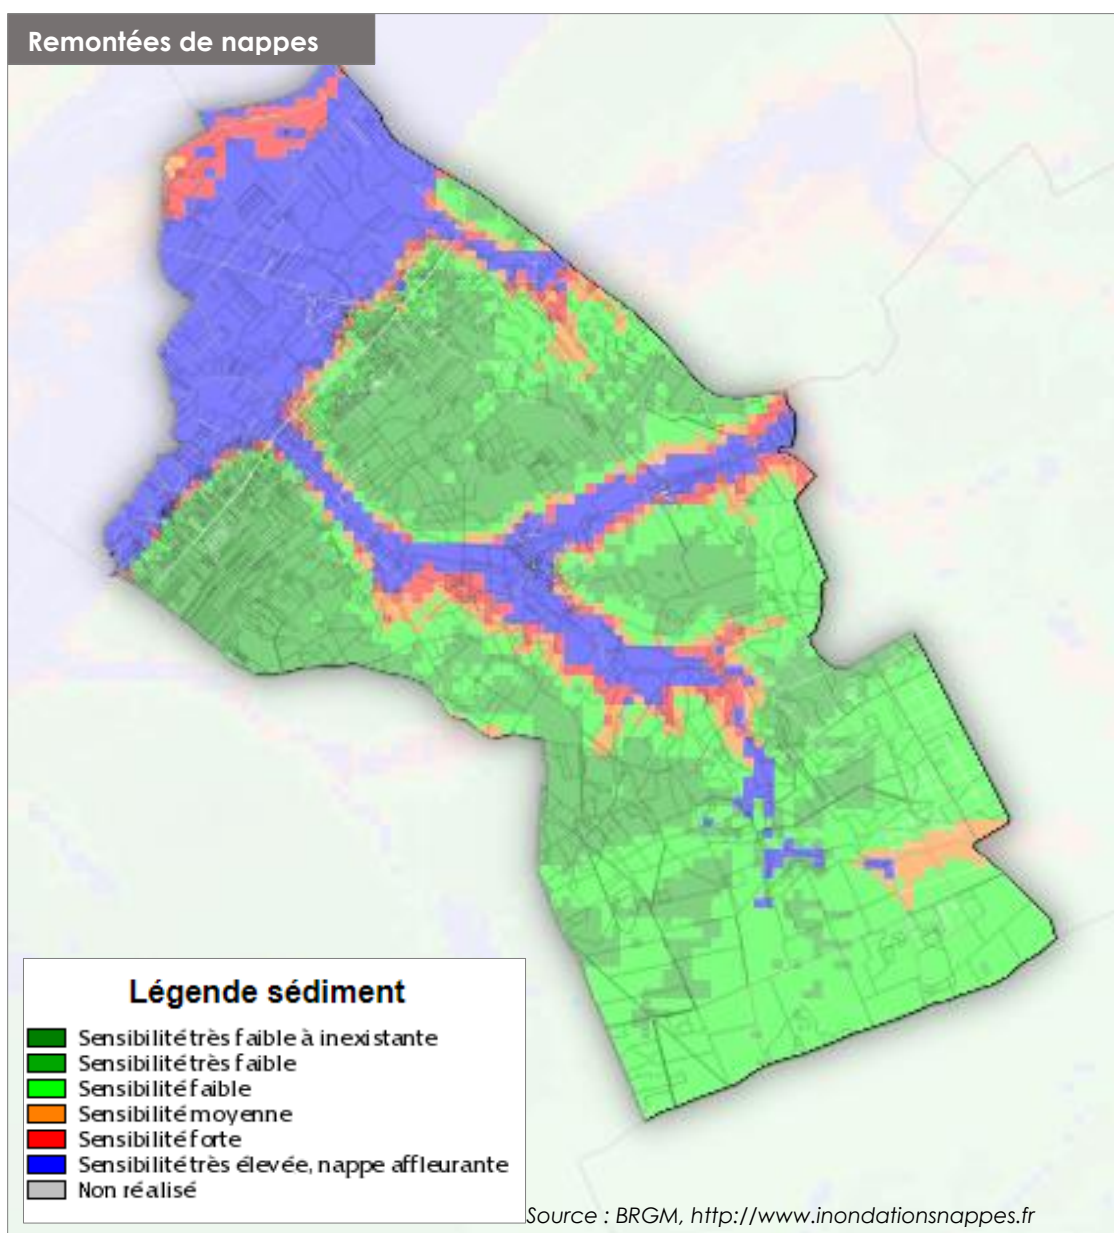 Remontées de nappes
Légende sédiment
Sensibilité très faible à inexistante
Sensibilité très faible
Sensibilité faible
Sensibilité moyenne
Sensibilité forte
Sensibilité très élevée, nappe affleurante
Non réalisé
Source : BRGM, http://www.inondationsnappes.fr